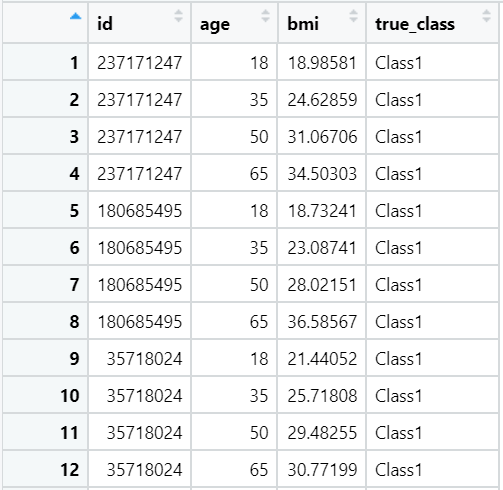 id age bmi true_class
1 237171247 18 18.98581 Class1
2 237171247 35 24.62859 Class1
3 237171247 50 31.06706 Class1
4 237171247 65 34.50303 Class1
5 180685495 18 18.73241 Class1
6 180685495 35 23.08741 Class1
7 180685495 50 28.02151 Class1
8 180685495 65 36.58567 Class1
9 35718024 18 21.44052 Class1
10 35718024 35 25.71808 Class1
11 35718024 50 29.48255 Class1
12 35718024 65 30.77199 Class1